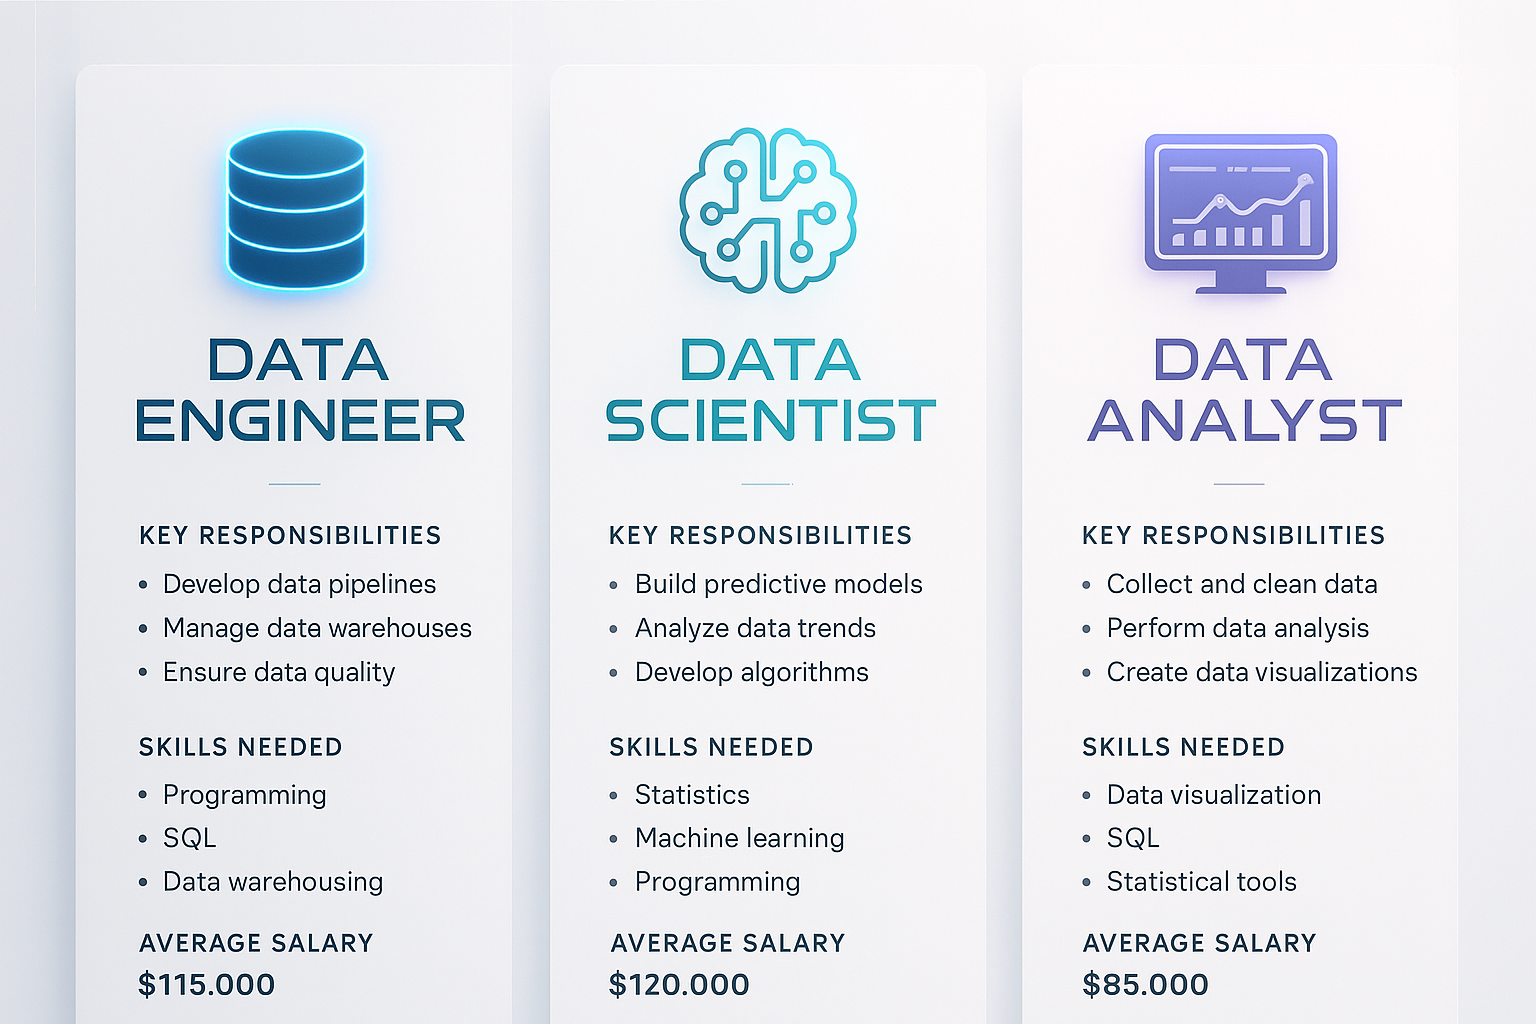 DATA
ENGINEER
KEY RESPONSIBILITIES
• Develop data pipelines
• Manage date warehouses
• Ensure data quality
SKILLS NEEDED
• Programming
• SQL
• Data warehousing
AVERAGE SALARY
$115.000
DATA
SCIENTIST
KEY RESPONSIBILITIES
• Build predictive models
• Analyze data trends
• Develop algorithms
SKILLS NEEDED
• Statistics
• Machine learning
• Programming
AVERAGE SALARY
$120.000
DATA
ANALYST
KEY RESPONSIBILITIES
• Collect and clean data
• Perform data analysis
• Create data visualizations
SKILLS NEEDED
• Data visualization
• SQL
• Statistical tools
AVERAGE SALARY
$85.000